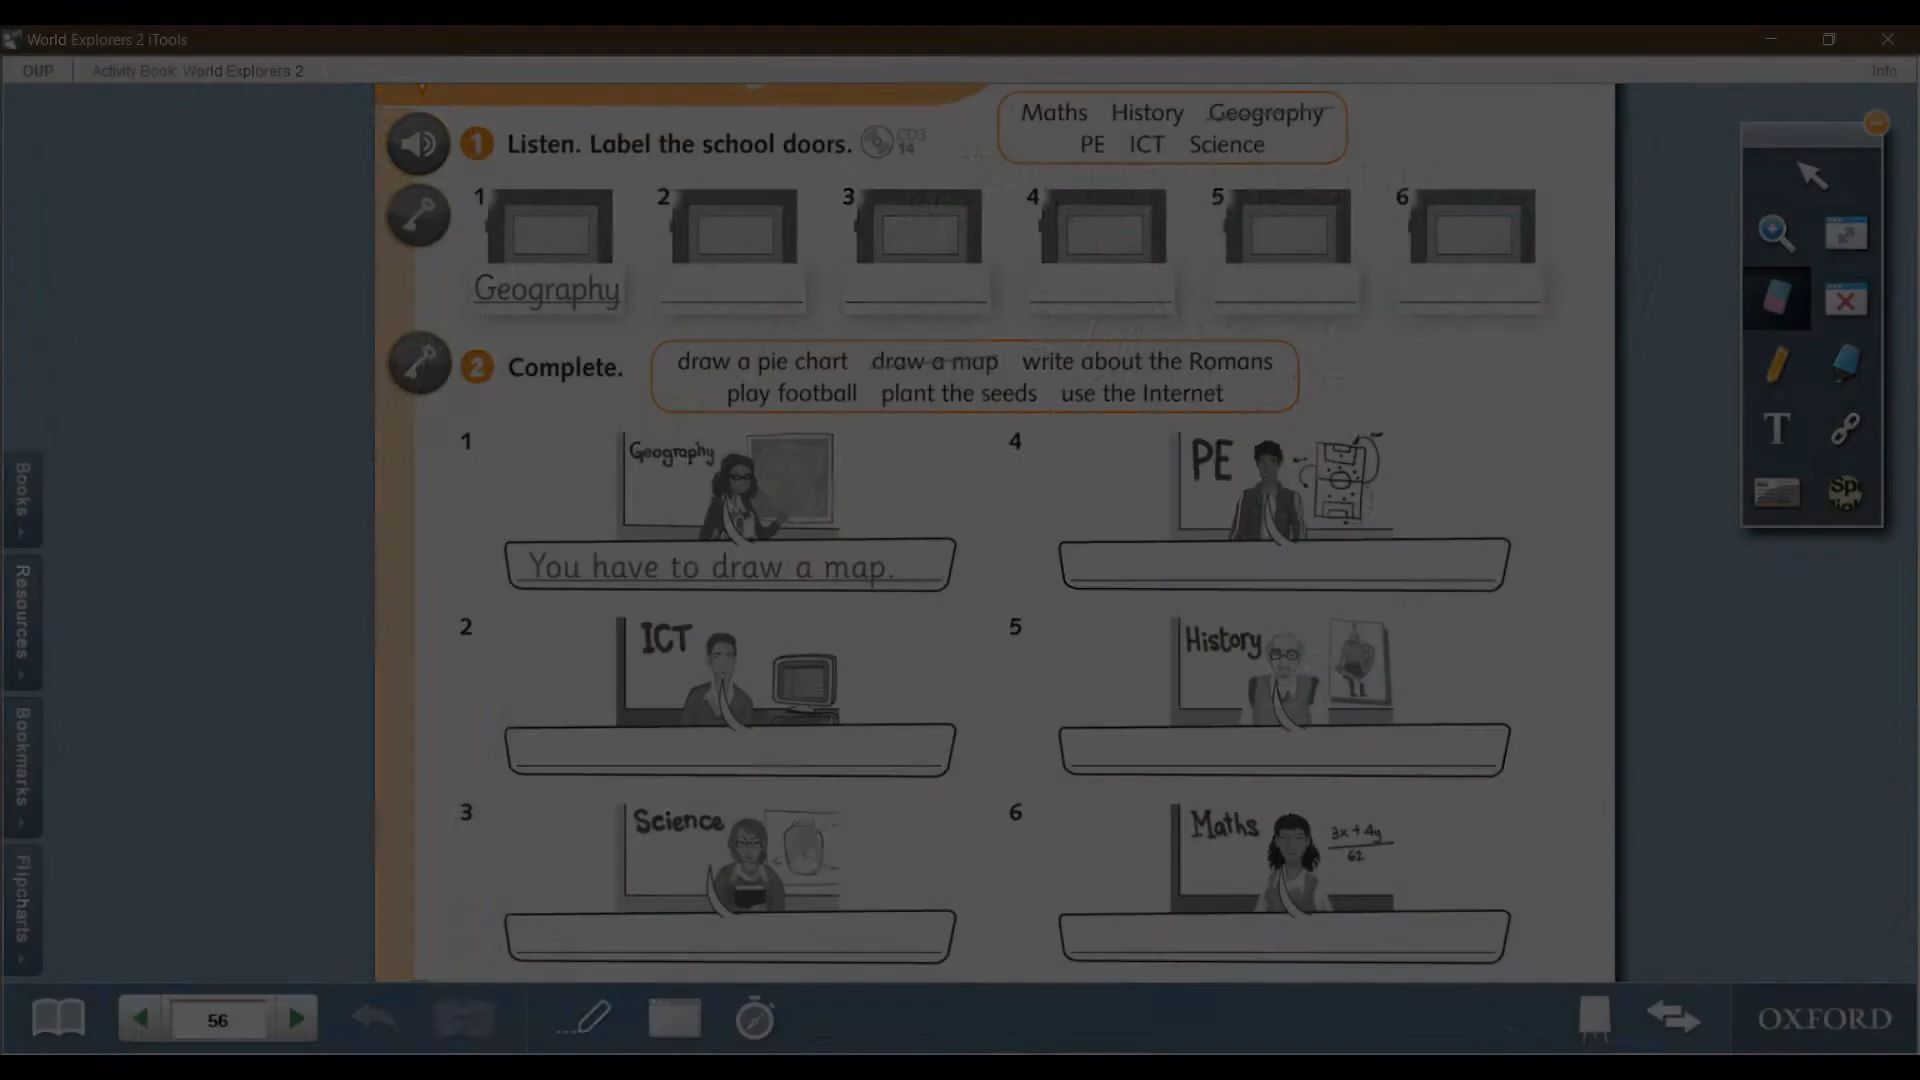 World Explorers 2 iTools
OUP Activity Book: World Explorers 2 Info
Maths History Geography
PE ICT Science
1 Listen. Label the school doors. CD3 14
1 2 3 4 5 6
Geography
2 Complete.
draw a pie chart draw a map write about the Romans
play football plant the seeds use the Internet
1 Geography
You have to draw a map.
4 PE
2 ICT
5 History
3 Science
6 Maths 3x + 4y
62
Books
Resources
Bookmarks
Flipcharts
T
56
OXFORD